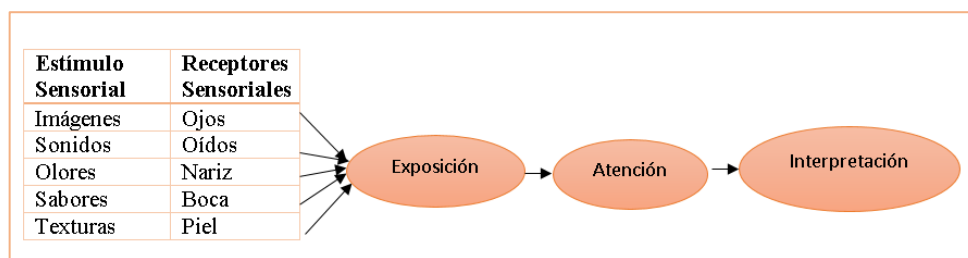 Estímulo Sensorial Receptores Sensoriales
Imágenes Ojos
Sonidos Oídos
Olores Nariz
Sabores Boca
Texturas Piel
Exposición
Atención
Interpretación